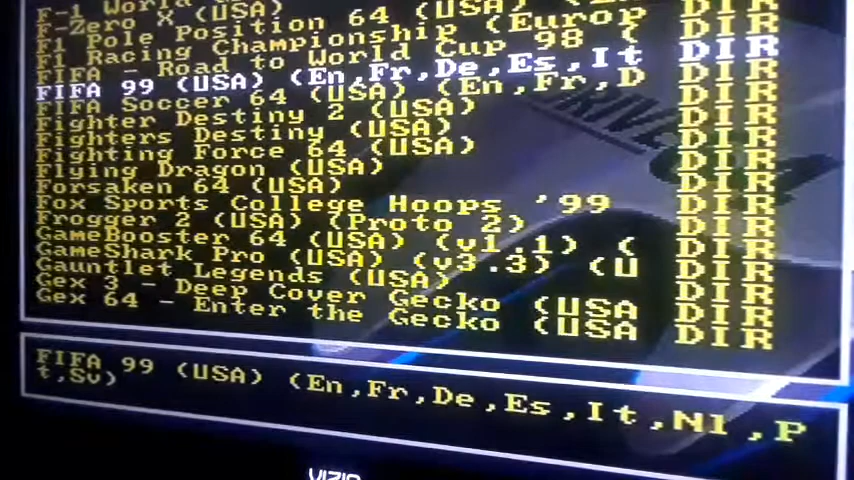 F-1 World
F-Zero X (USA) DIR
F1 Pole Position 64 (USA) DIR
F1 Racing Championship (Europ DIR
FIFA - Road to World Cup 98 ( DIR
FIFA 99 (USA) (En,Fr,De,Es,It DIR
FIFA Soccer 64 (USA) (En,Fr,D DIR
Fighter Destiny 2 (USA) DIR
Fighters Destiny (USA) DIR
Fighting Force 64 (USA) DIR
Flying Dragon (USA) DIR
Forsaken 64 (USA) DIR
Fox Sports College Hoops '99 DIR
Frogger 2 (USA) (Proto 2) DIR
GameBooster 64 (USA) (v1.1) ( DIR
GameShark Pro (USA) (v3.3) (U DIR
Gauntlet Legends (USA) DIR
Gex 3 - Deep Cover Gecko (USA DIR
Gex 64 - Enter the Gecko (USA DIR
FIFA 99 (USA) (En,Fr,De,Es,It,Nl,P
t,Sv)
VIZIO